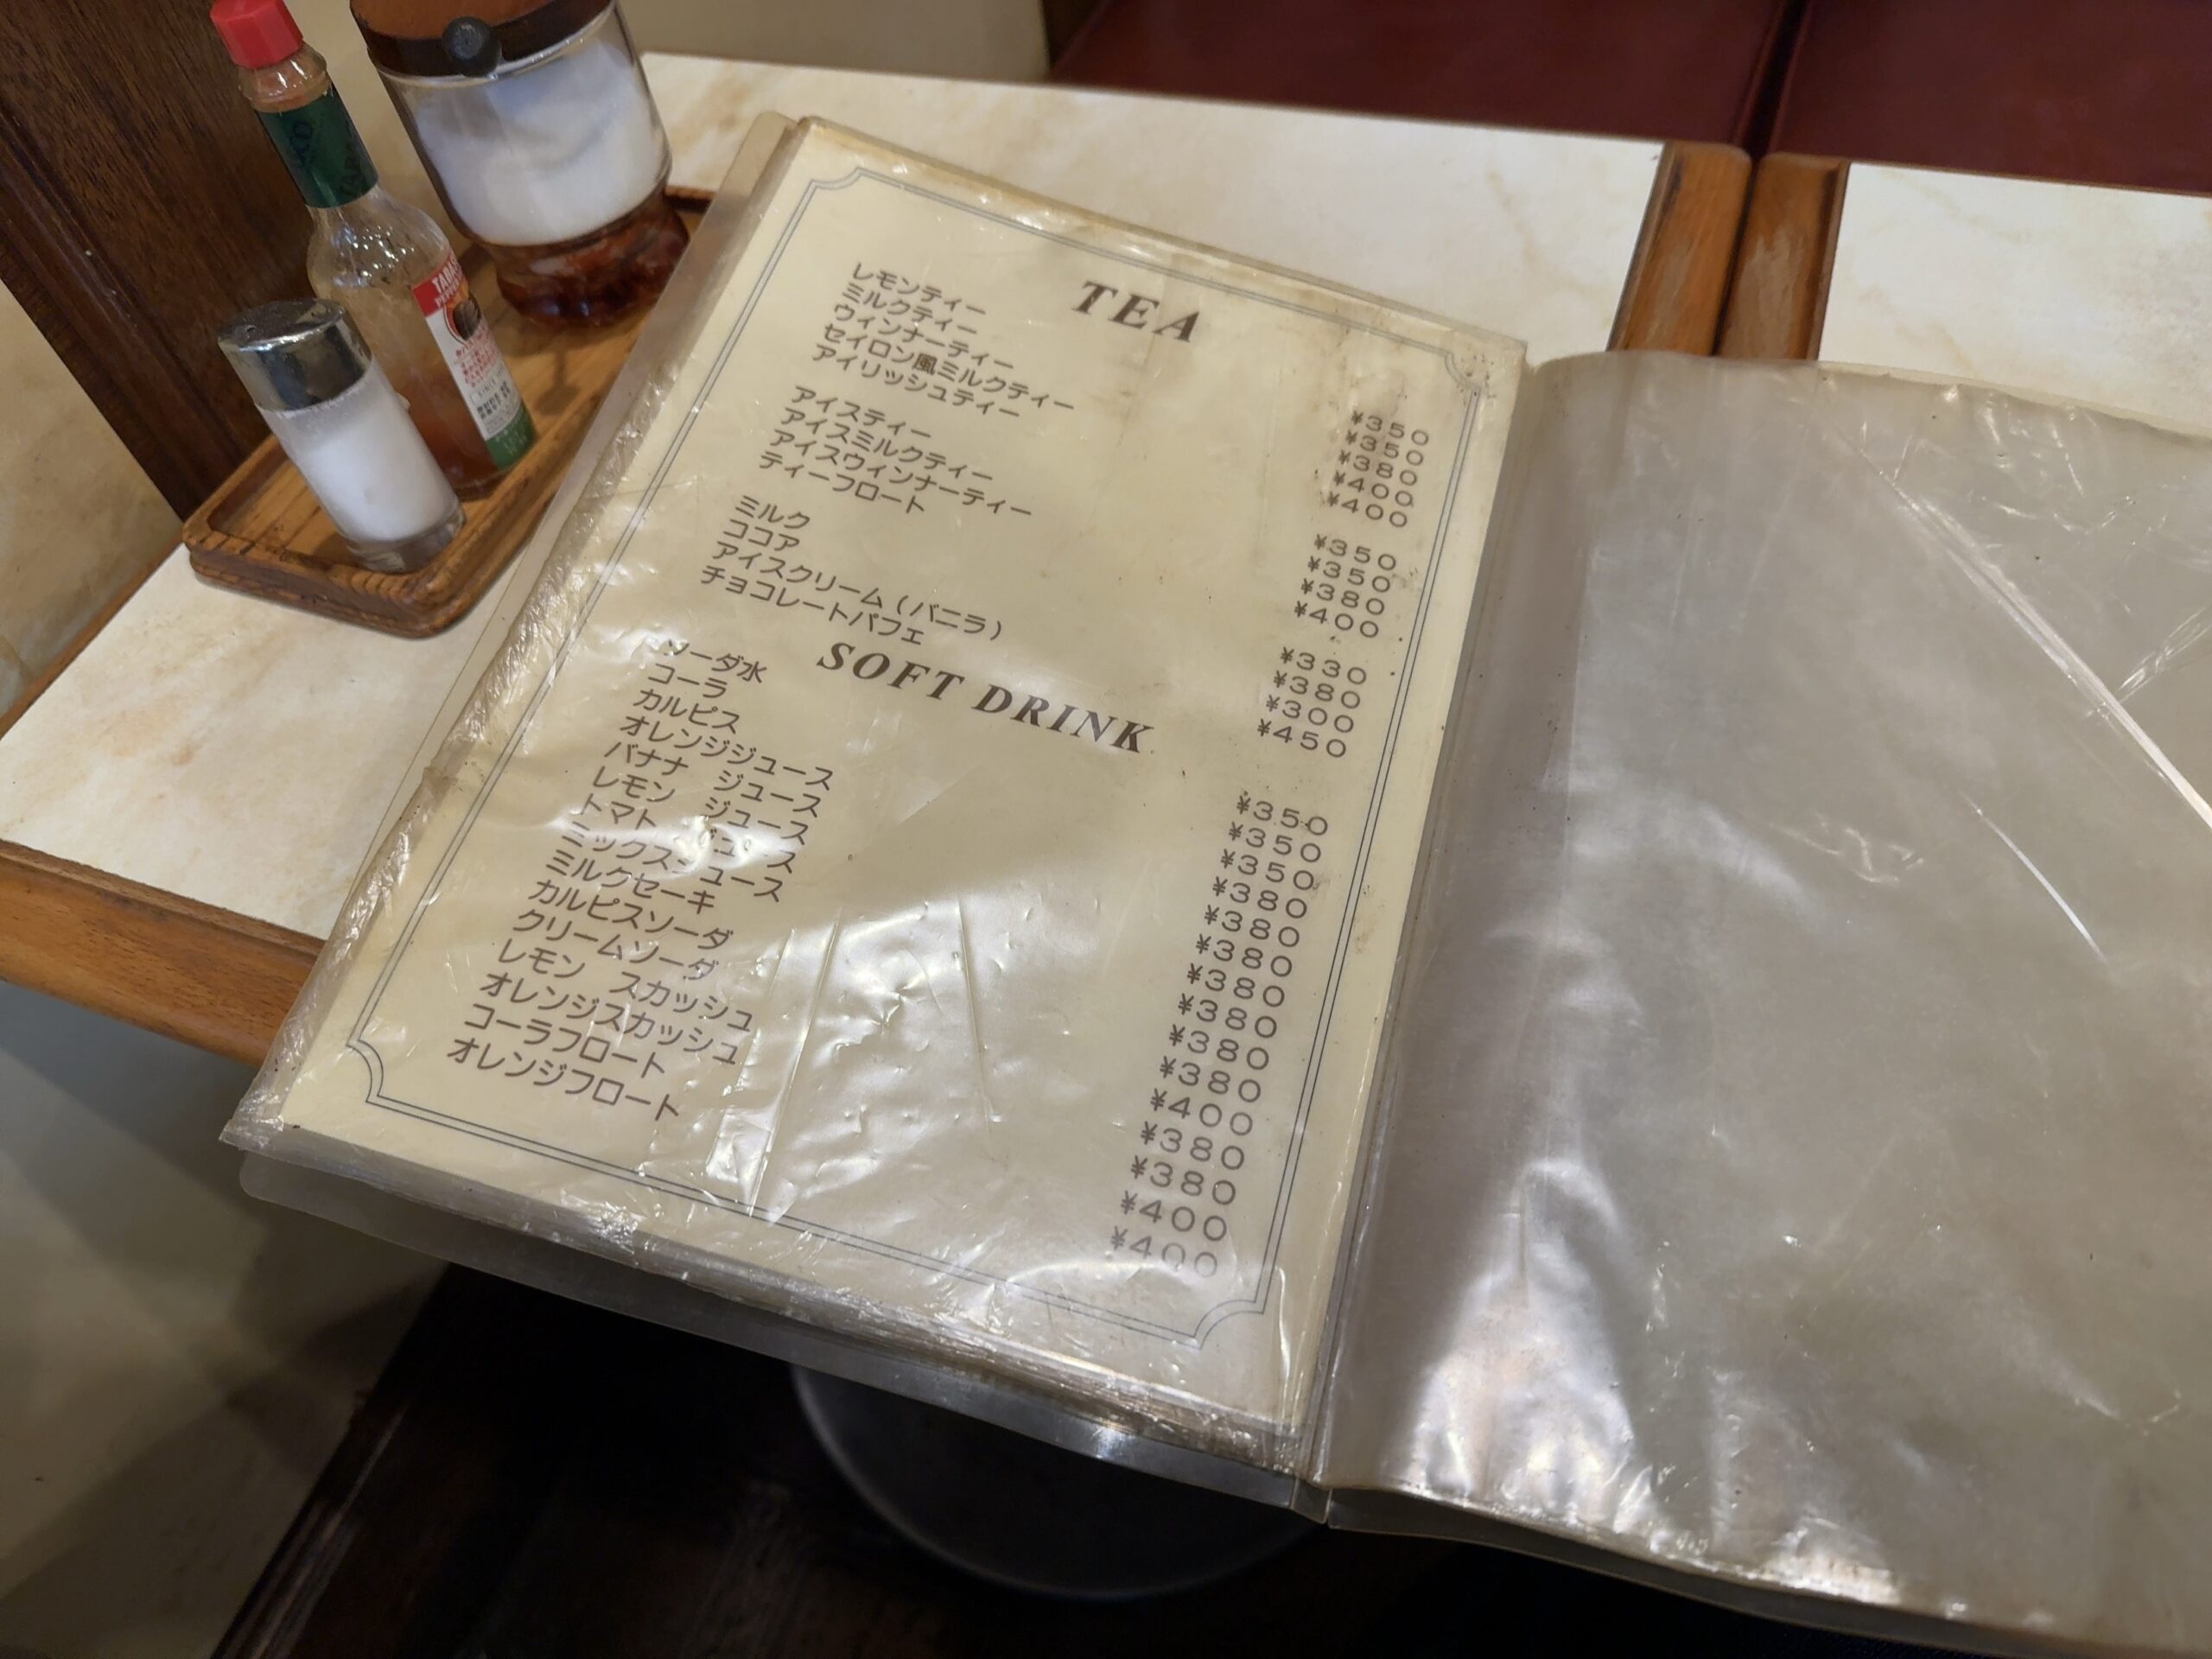 TABASCO
TEA
レモンティー ¥350
ミルクティー ¥350
ウィンナーティー ¥380
セイロン風ミルクティー ¥400
アイリッシュティー ¥400
アイスティー ¥350
アイスミルクティー ¥350
アイスウィンナーティー ¥380
ティーフロート ¥400
ミルク ¥330
ココア ¥380
アイスクリーム(バニラ) ¥300
チョコレートパフェ ¥450
SOFT DRINK
ソーダ水 ¥350
コーラ ¥350
カルピス ¥350
オレンジジュース ¥380
バナナ ジュース ¥380
レモン ジュース ¥380
トマト ジュース ¥380
ミックスジュース ¥380
ミルクセーキ ¥380
カルピスソーダ ¥380
クリームソーダ ¥400
レモン スカッシュ ¥380
オレンジスカッシュ ¥380
コーラフロート ¥400
オレンジフロート ¥400